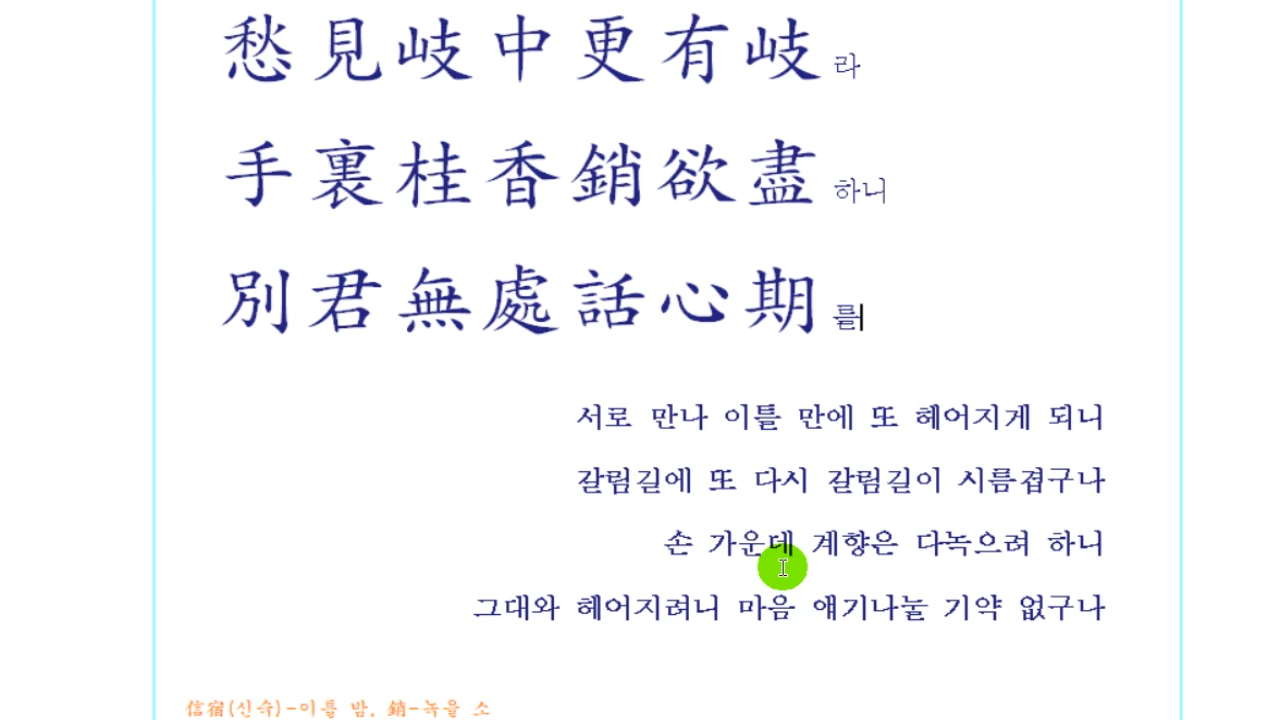 愁見岐中更有岐라
手裏桂香銷欲盡하니
別君無處話心期를
서로 만나 이틀 만에 또 헤어지게 되니
갈림길에 또 다시 갈림길이 시름겹구나
손 가운데 계향은 다녹으려 하니
그대와 헤어지려니 마음 얘기나눌 기약 없구나
信宿(신숙)-이틀 밤, 銷-녹을 소